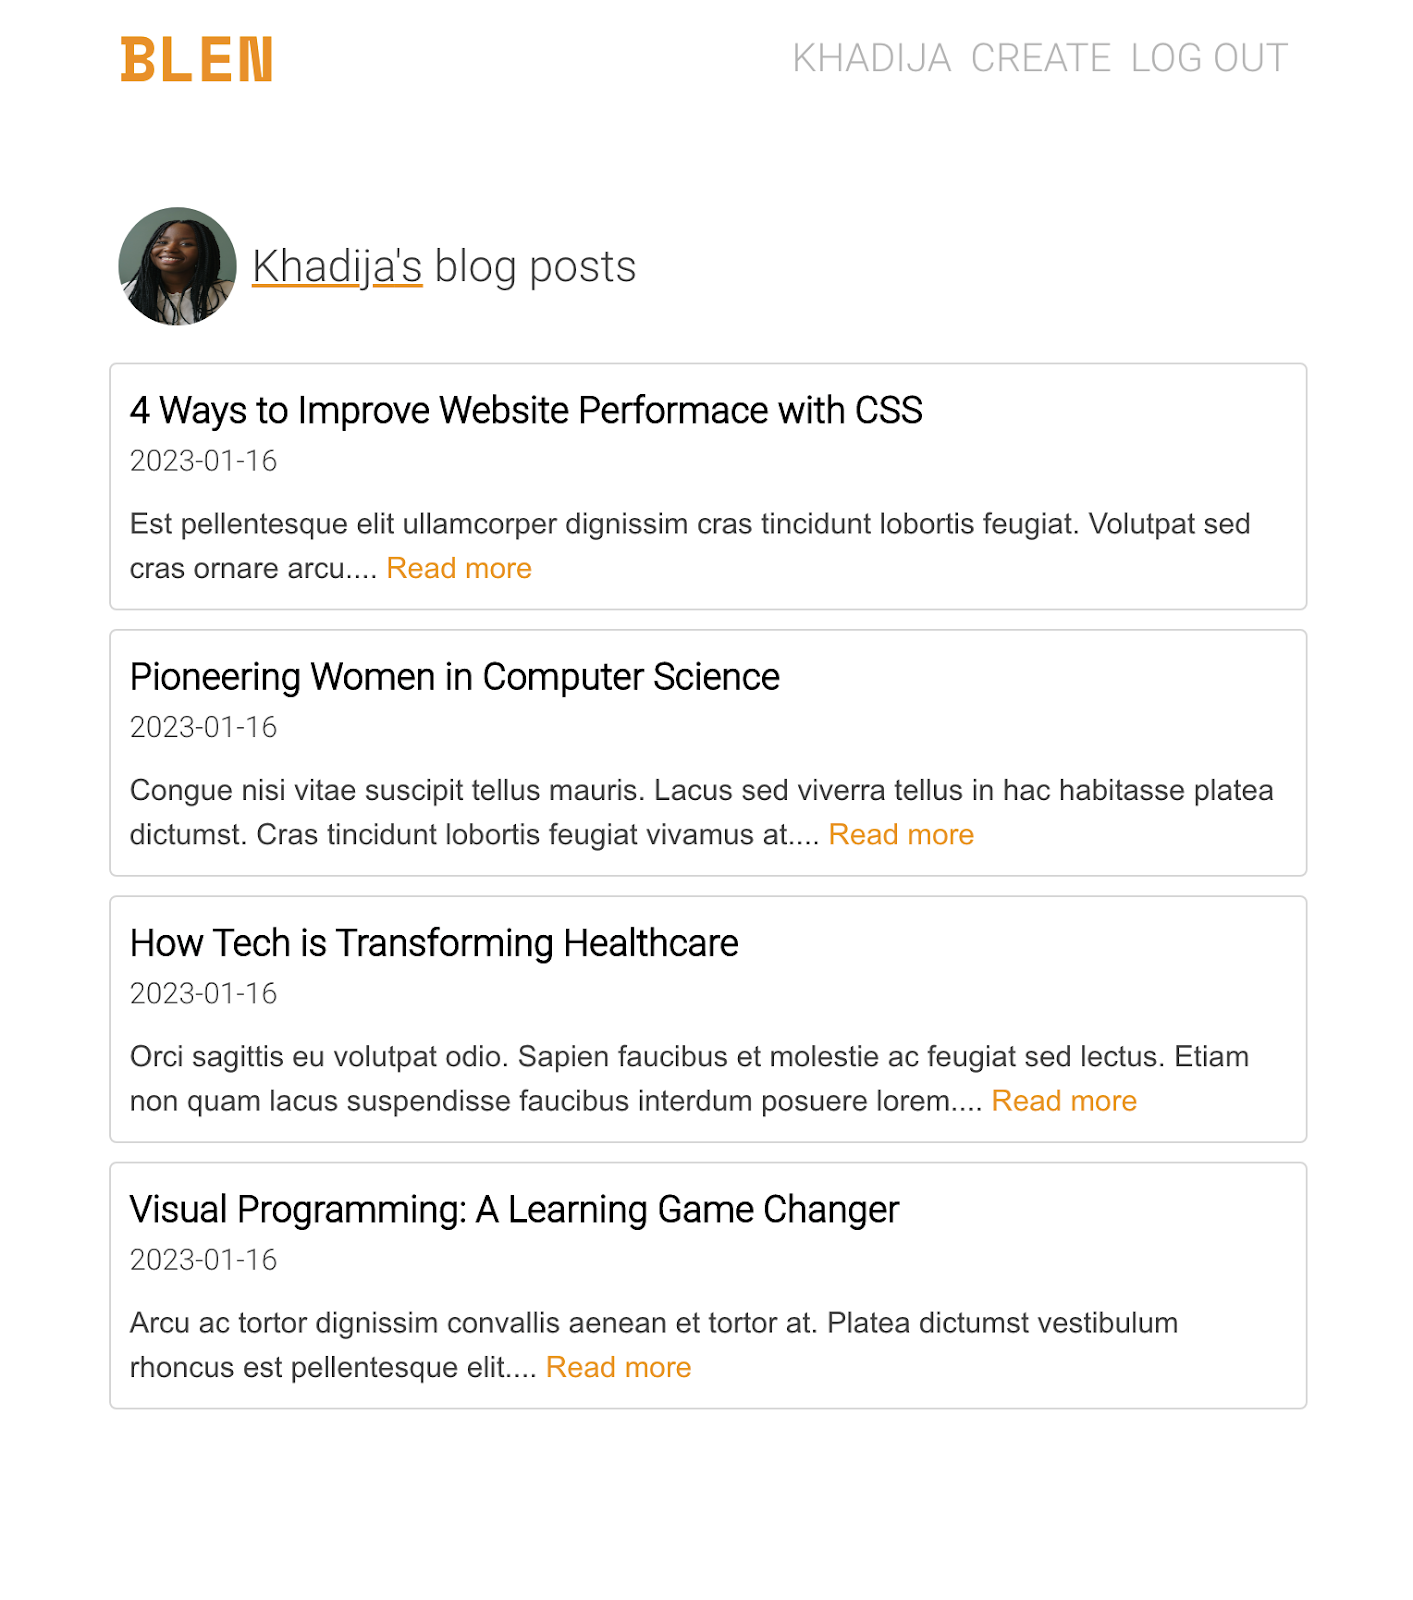 BLEN
KHADIJA CREATE LOG OUT
Khadija's blog posts
4 Ways to Improve Website Performace with CSS
2023-01-16
Est pellentesque elit ullamcorper dignissim cras tincidunt lobortis feugiat. Volutpat sed
cras ornare arcu.... Read more
Pioneering Women in Computer Science
2023-01-16
Congue nisi vitae suscipit tellus mauris. Lacus sed viverra tellus in hac habitasse platea
dictumst. Cras tincidunt lobortis feugiat vivamus at.... Read more
How Tech is Transforming Healthcare
2023-01-16
Orci sagittis eu volutpat odio. Sapien faucibus et molestie ac feugiat sed lectus. Etiam
non quam lacus suspendisse faucibus interdum posuere lorem.... Read more
Visual Programming: A Learning Game Changer
2023-01-16
Arcu ac tortor dignissim convallis aenean et tortor at. Platea dictumst vestibulum
rhoncus est pellentesque elit.... Read more